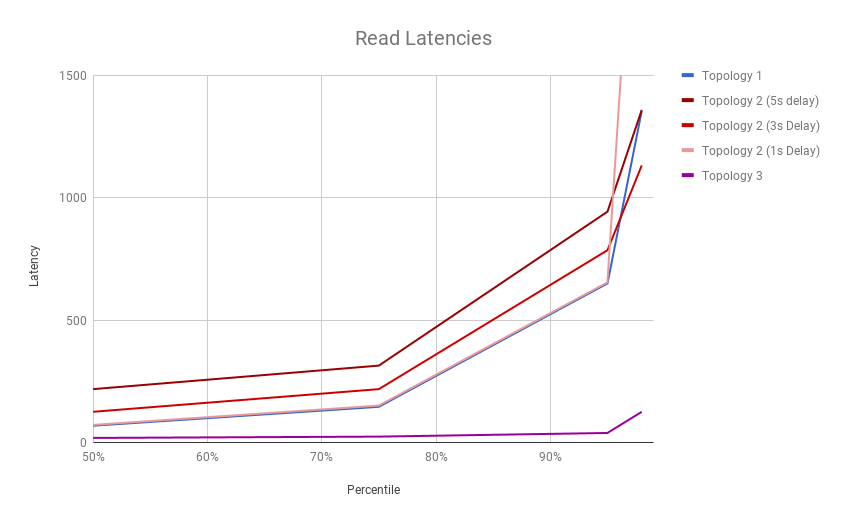 Read Latencies
1500
1000
500
0
Latency
50%
60%
70%
80%
90%
Percentile
Topology 1
Topology 2 (5s delay)
Topology 2 (3s Delay)
Topology 2 (1s Delay)
Topology 3